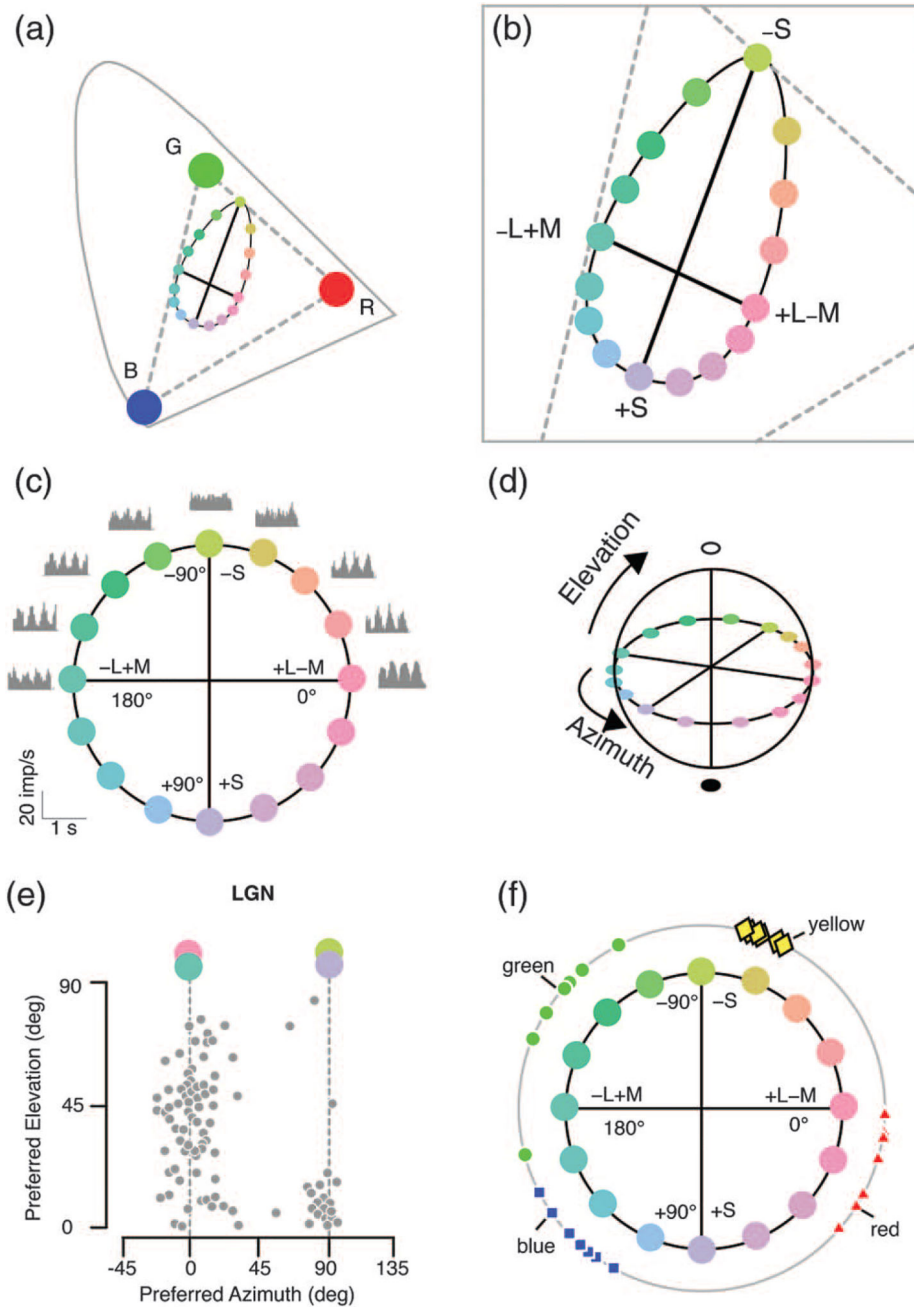 (a)
G
R
B
(b)
−S
−L+M
+L−M
+S
(c)
−90° −S
−L+M +L−M
180° 0°
+90° +S
20 imp/s
1 s
(d)
Elevation
Azimuth
(e)
LGN
90
45
0
Preferred Elevation (deg)
-45 0 45 90 135
Preferred Azimuth (deg)
(f)
yellow
green
−90° −S
−L+M +L−M
180° 0°
+90° +S
blue
red